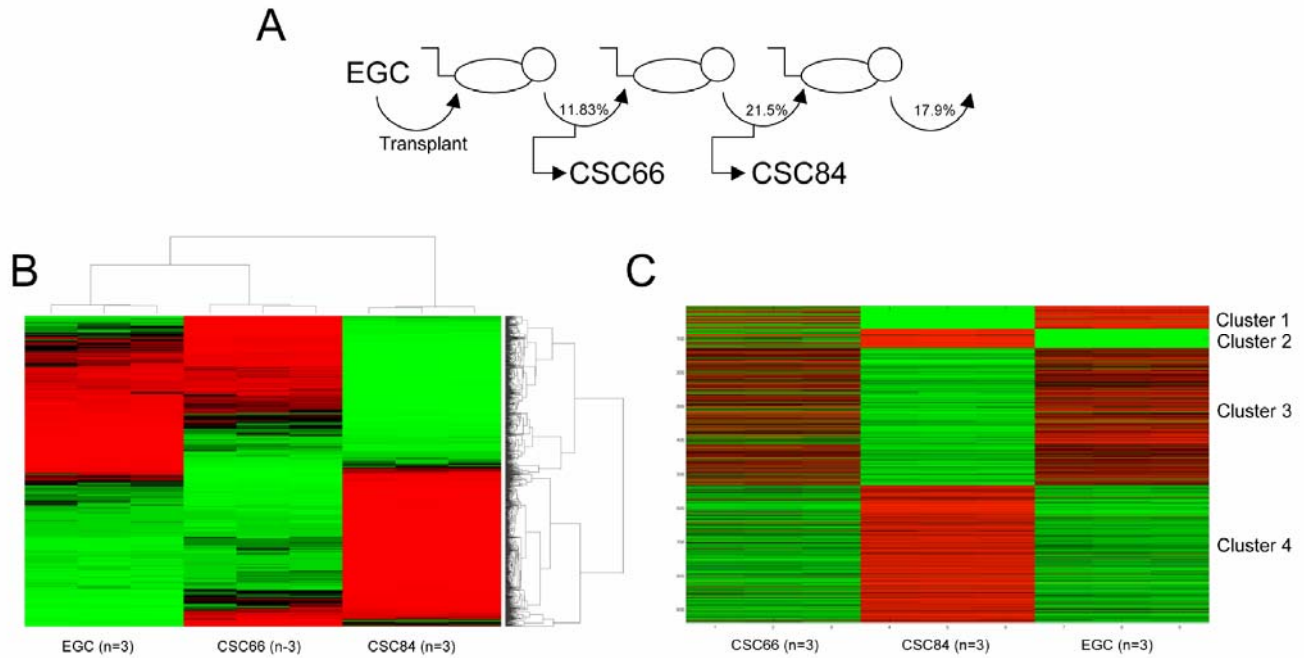 A
EGC
Transplant
11.83%
21.5%
17.9%
CSC66
CSC84
B
EGC (n=3)
CSC66 (n-3)
CSC84 (n=3)
C
Cluster 1
Cluster 2
Cluster 3
Cluster 4
CSC66 (n=3)
CSC84 (n=3)
EGC (n=3)